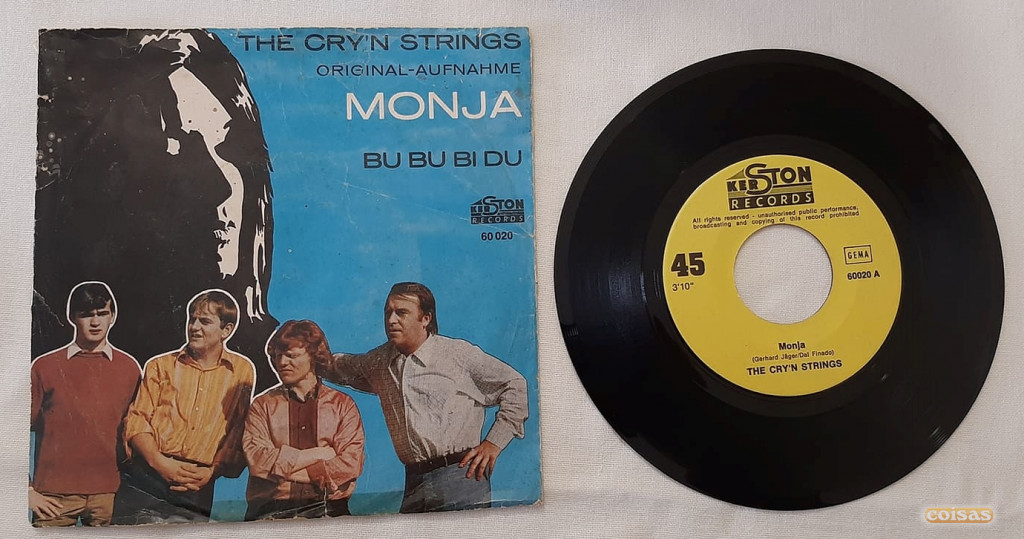 THE CRY'N STRINGS
ORIGINAL-AUFNAHME
MONJA
BU BU BI DU
KERSTON
RECORDS
60 020
KERSTON
RECORDS
All rights reserved - unauthorised public performance,
broadcasting and copying of this record prohibited
45
3'10"
GEMA
60020 A
Monja
(Gerhard Jäger/Dal Finado)
THE CRY'N STRINGS
coisas